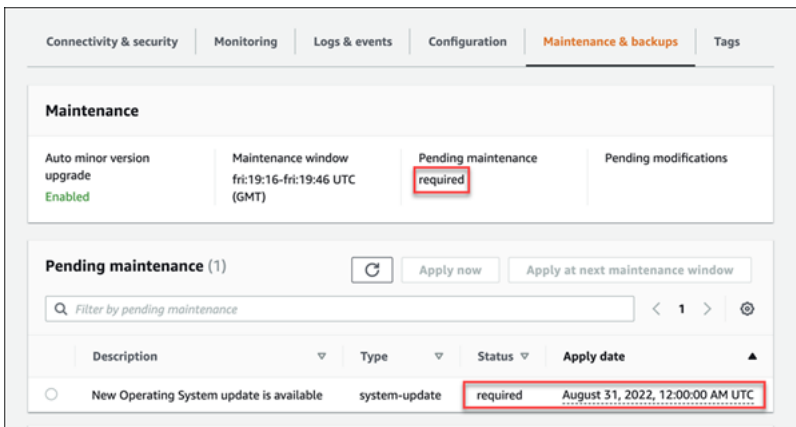 Connectivity & security Monitoring Logs & events Configuration Maintenance & backups Tags
Maintenance
Auto minor version upgrade
Enabled
Maintenance window
fri:19:16-fri:19:46 UTC (GMT)
Pending maintenance
required
Pending modifications
Pending maintenance (1) Apply now Apply at next maintenance window
Filter by pending maintenance 1
Description Type Status Apply date
New Operating System update is available system-update required August 31, 2022, 12:00:00 AM UTC